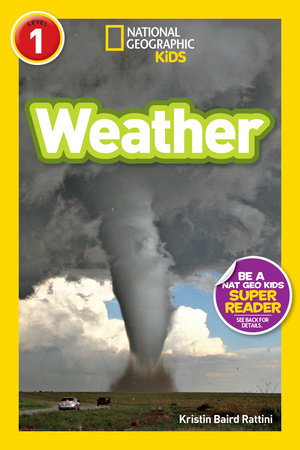 LEVEL
1
NATIONAL
GEOGRAPHIC
KiDS
Weather
BE A
NAT GEO KIDS
SUPER
READER
SEE BACK FOR
DETAILS.
Kristin Baird Rattini